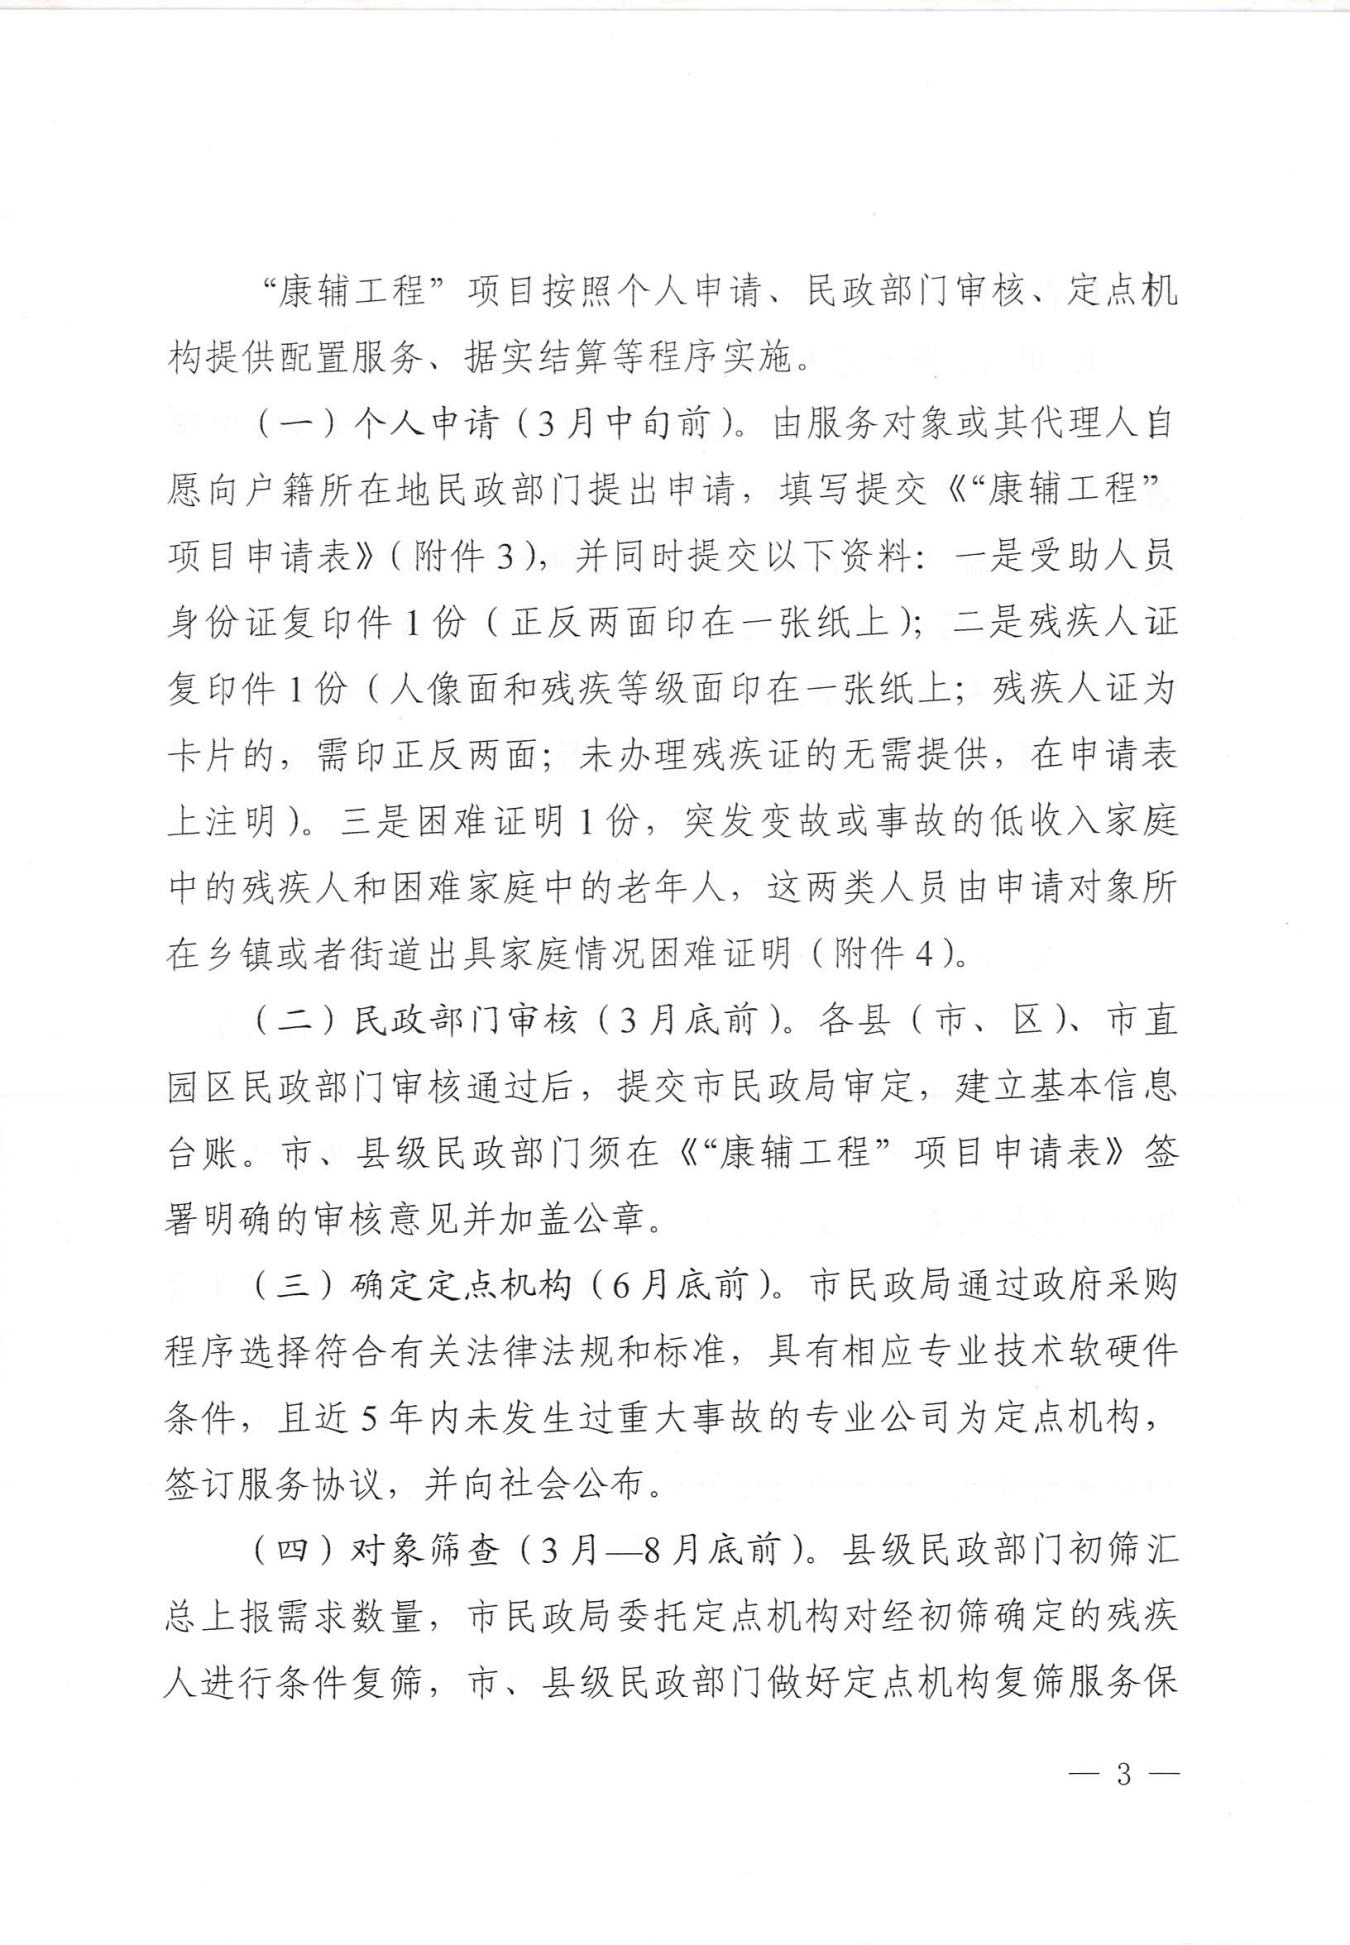 “康辅工程”项目按照个人申请、民政部门审核、定点机
构提供配置服务、据实结算等程序实施。
（一）个人申请（3月中旬前）。由服务对象或其代理人自
愿向户籍所在地民政部门提出申请，填写提交《“康辅工程”
项目申请表》（附件3），并同时提交以下资料：一是受助人员
身份证复印件1份（正反两面印在一张纸上）；二是残疾人证
复印件1份（人像面和残疾等级面印在一张纸上；残疾人证为
卡片的，需印正反两面；未办理残疾证的无需提供，在申请表
上注明）。三是困难证明1份，突发变故或事故的低收入家庭
中的残疾人和困难家庭中的老年人，这两类人员由申请对象所
在乡镇或者街道出具家庭情况困难证明（附件4）。
（二）民政部门审核（3月底前）。各县（市、区）、市直
园区民政部门审核通过后，提交市民政局审定，建立基本信息
台账。市、县级民政部门须在《“康辅工程”项目申请表》签
署明确的审核意见并加盖公章。
（三）确定定点机构（6月底前）。市民政局通过政府采购
程序选择符合有关法律法规和标准，具有相应专业技术软硬件
条件，且近5年内未发生过重大事故的专业公司为定点机构，
签订服务协议，并向社会公布。
（四）对象筛查（3月—8月底前）。县级民政部门初筛汇
总上报需求数量，市民政局委托定点机构对经初筛确定的残疾
人进行条件复筛，市、县级民政部门做好定点机构复筛服务保
— 3 —